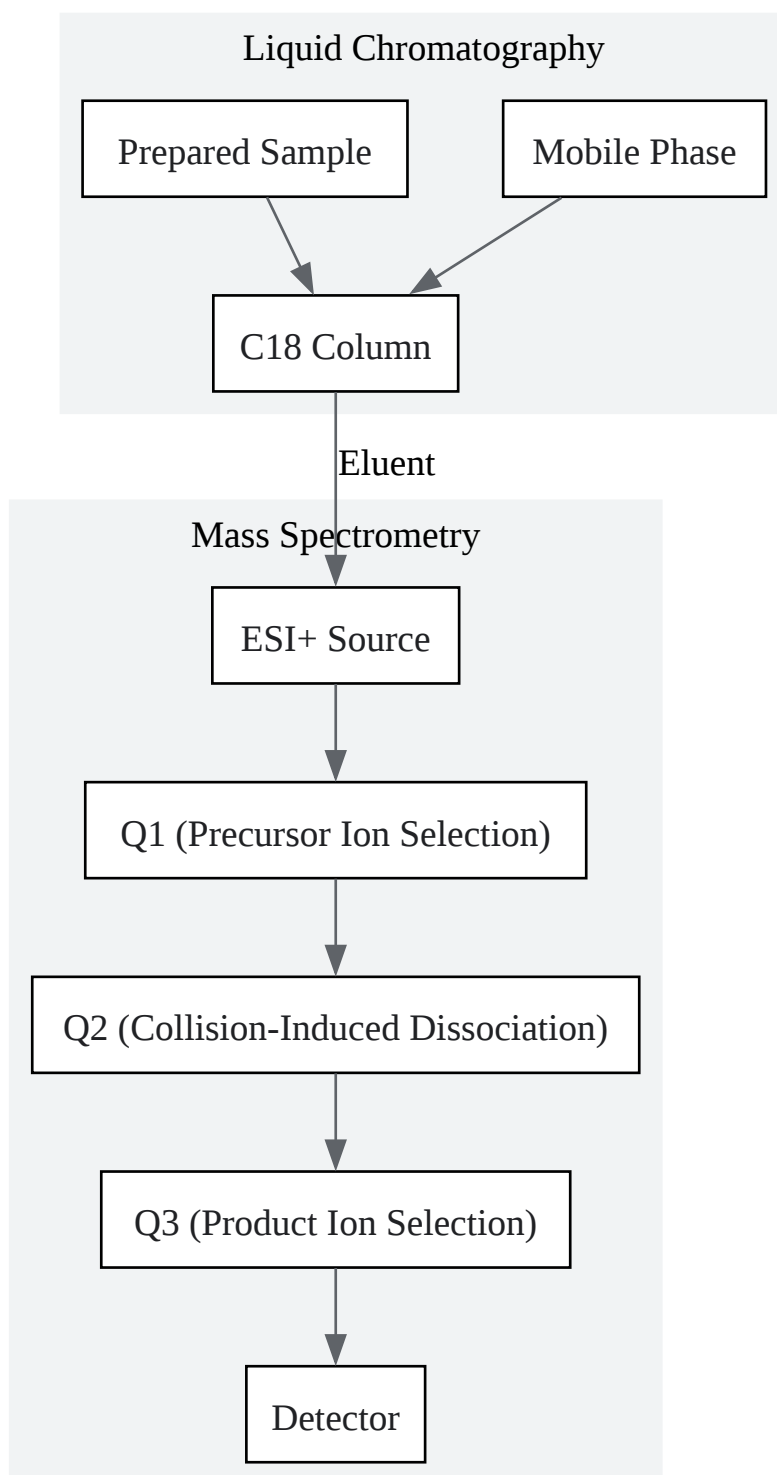 Liquid Chromatography
Prepared Sample
Mobile Phase
C18 Column
Eluent
Mass Spectrometry
ESI+ Source
Q1 (Precursor Ion Selection)
Q2 (Collision-Induced Dissociation)
Q3 (Product Ion Selection)
Detector